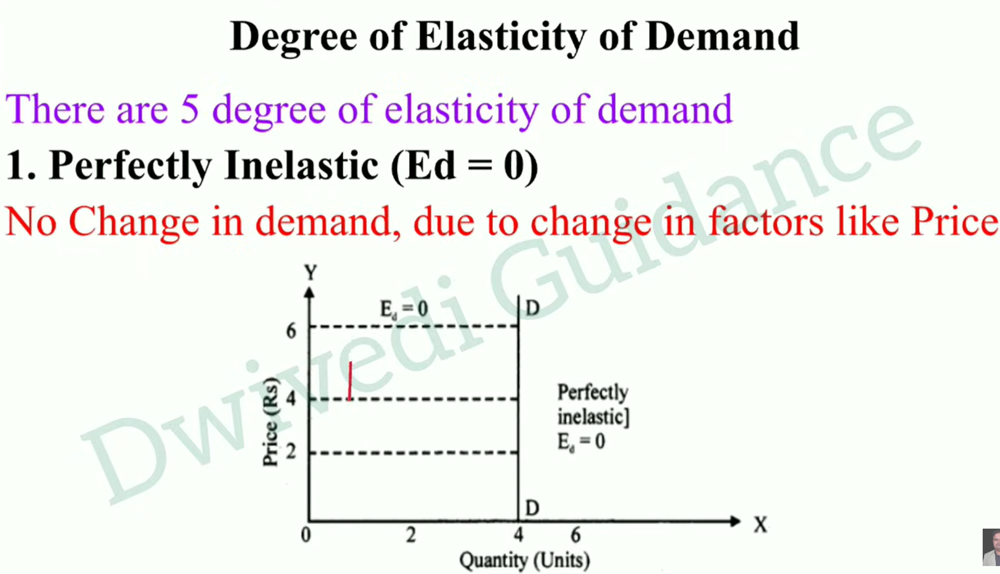 Degree of Elasticity of Demand
There are 5 degree of elasticity of demand
1. Perfectly Inelastic (Ed = 0)
No Change in demand, due to change in factors like Price
Y
E_d = 0
D
6
4
2
Price (Rs)
Perfectly
inelastic]
E_d = 0
D
X
0 2 4 6
Quantity (Units)
Dwivedi Guidance